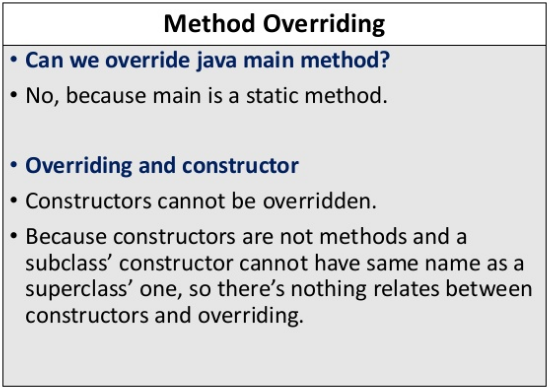 Method Overriding
• Can we override java main method?
• No, because main is a static method.
• Overriding and constructor
• Constructors cannot be overridden.
• Because constructors are not methods and a
subclass’ constructor cannot have same name as a
superclass’ one, so there’s nothing relates between
constructors and overriding.